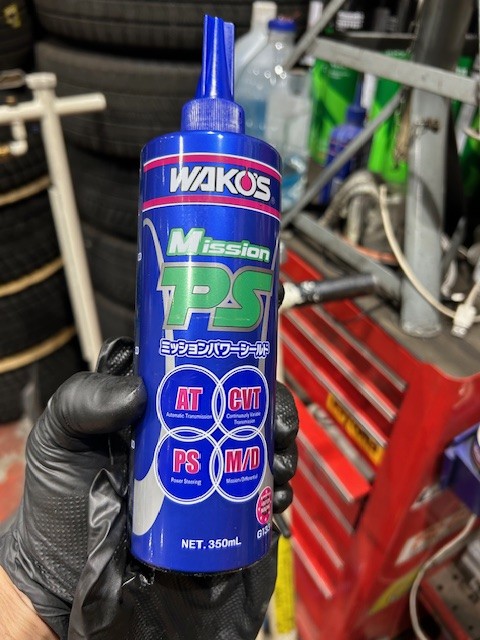 WAKO'S
Mission
PS
ミッションパワーシールド
AT
Automatic Transmission
CVT
Continuously Variable
Transmission
PS
Power Steering
M/D
Mission/Differential
NET. 350mL